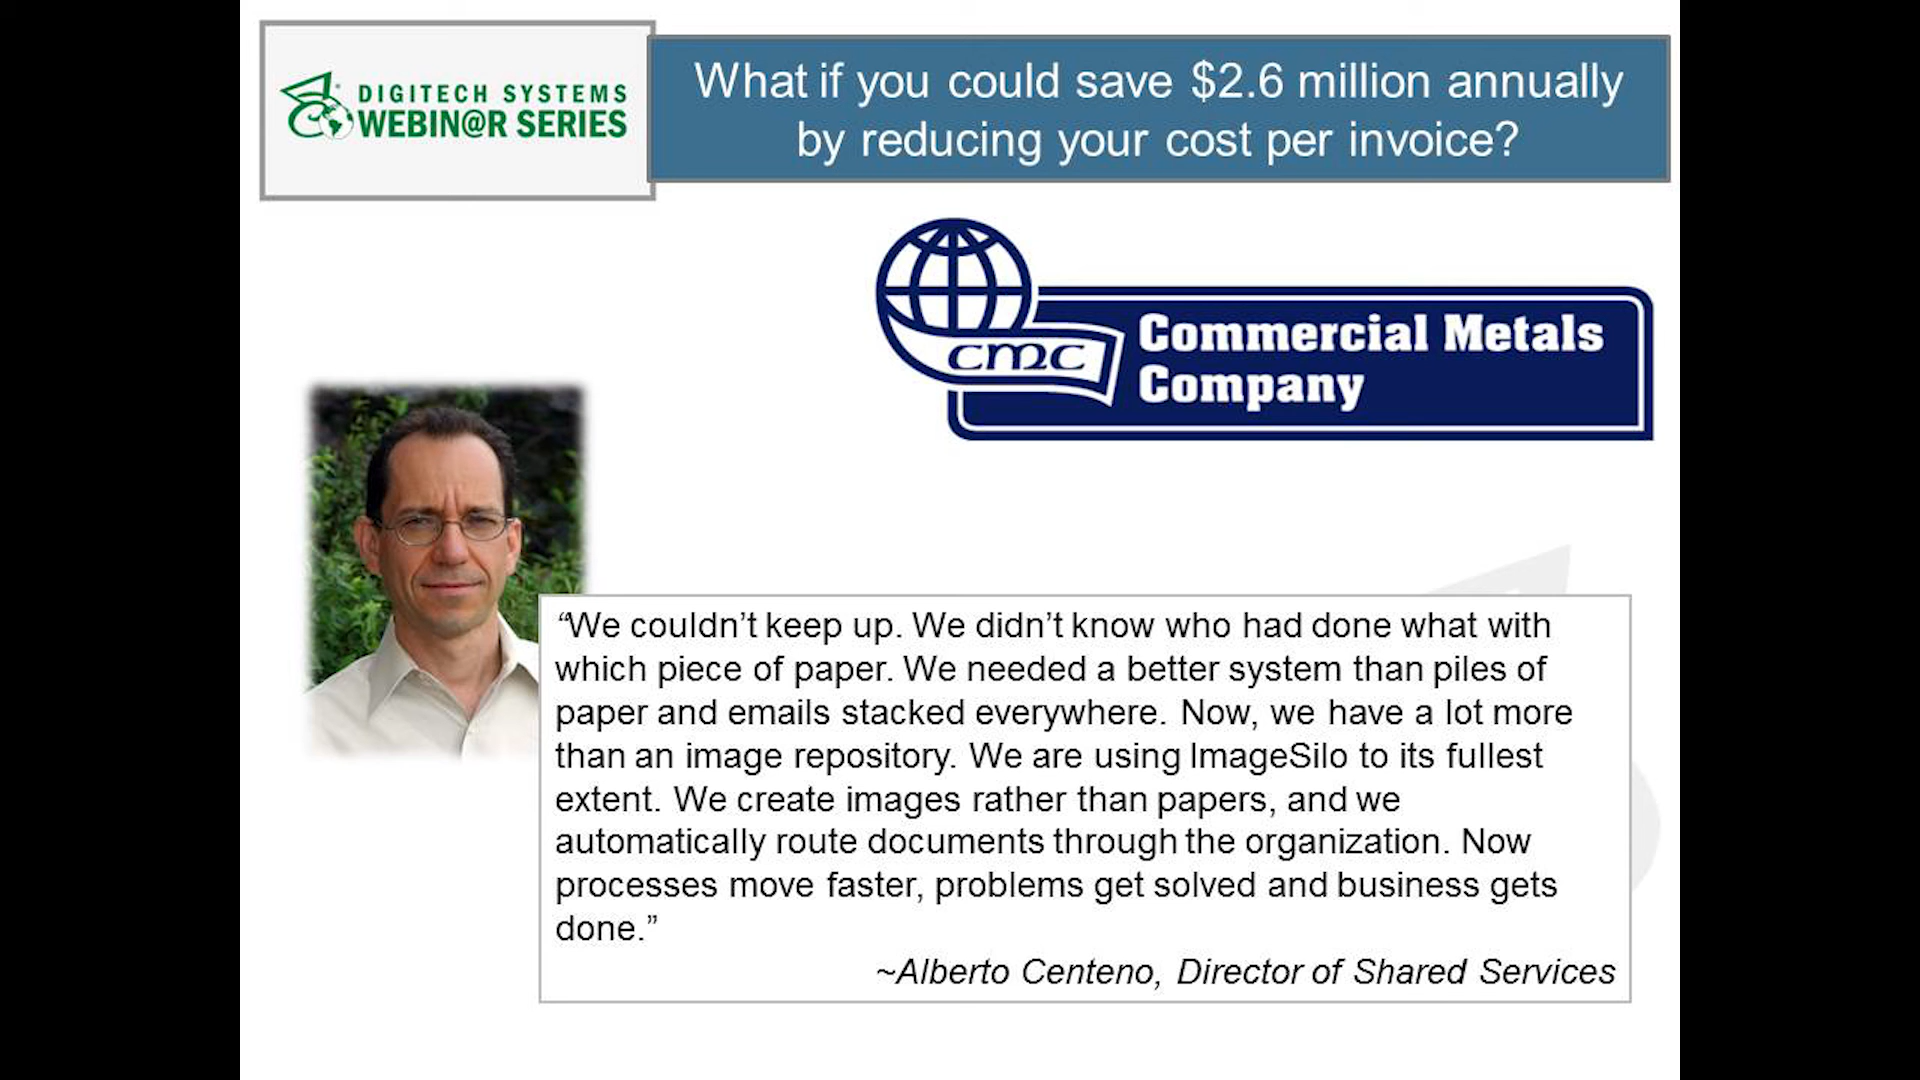 DIGITECH SYSTEMS
WEBIN@R SERIES
What if you could save $2.6 million annually
by reducing your cost per invoice?
cmc
Commercial Metals
Company
“We couldn’t keep up. We didn’t know who had done what with
which piece of paper. We needed a better system than piles of
paper and emails stacked everywhere. Now, we have a lot more
than an image repository. We are using ImageSilo to its fullest
extent. We create images rather than papers, and we
automatically route documents through the organization. Now
processes move faster, problems get solved and business gets
done.”
~Alberto Centeno, Director of Shared Services